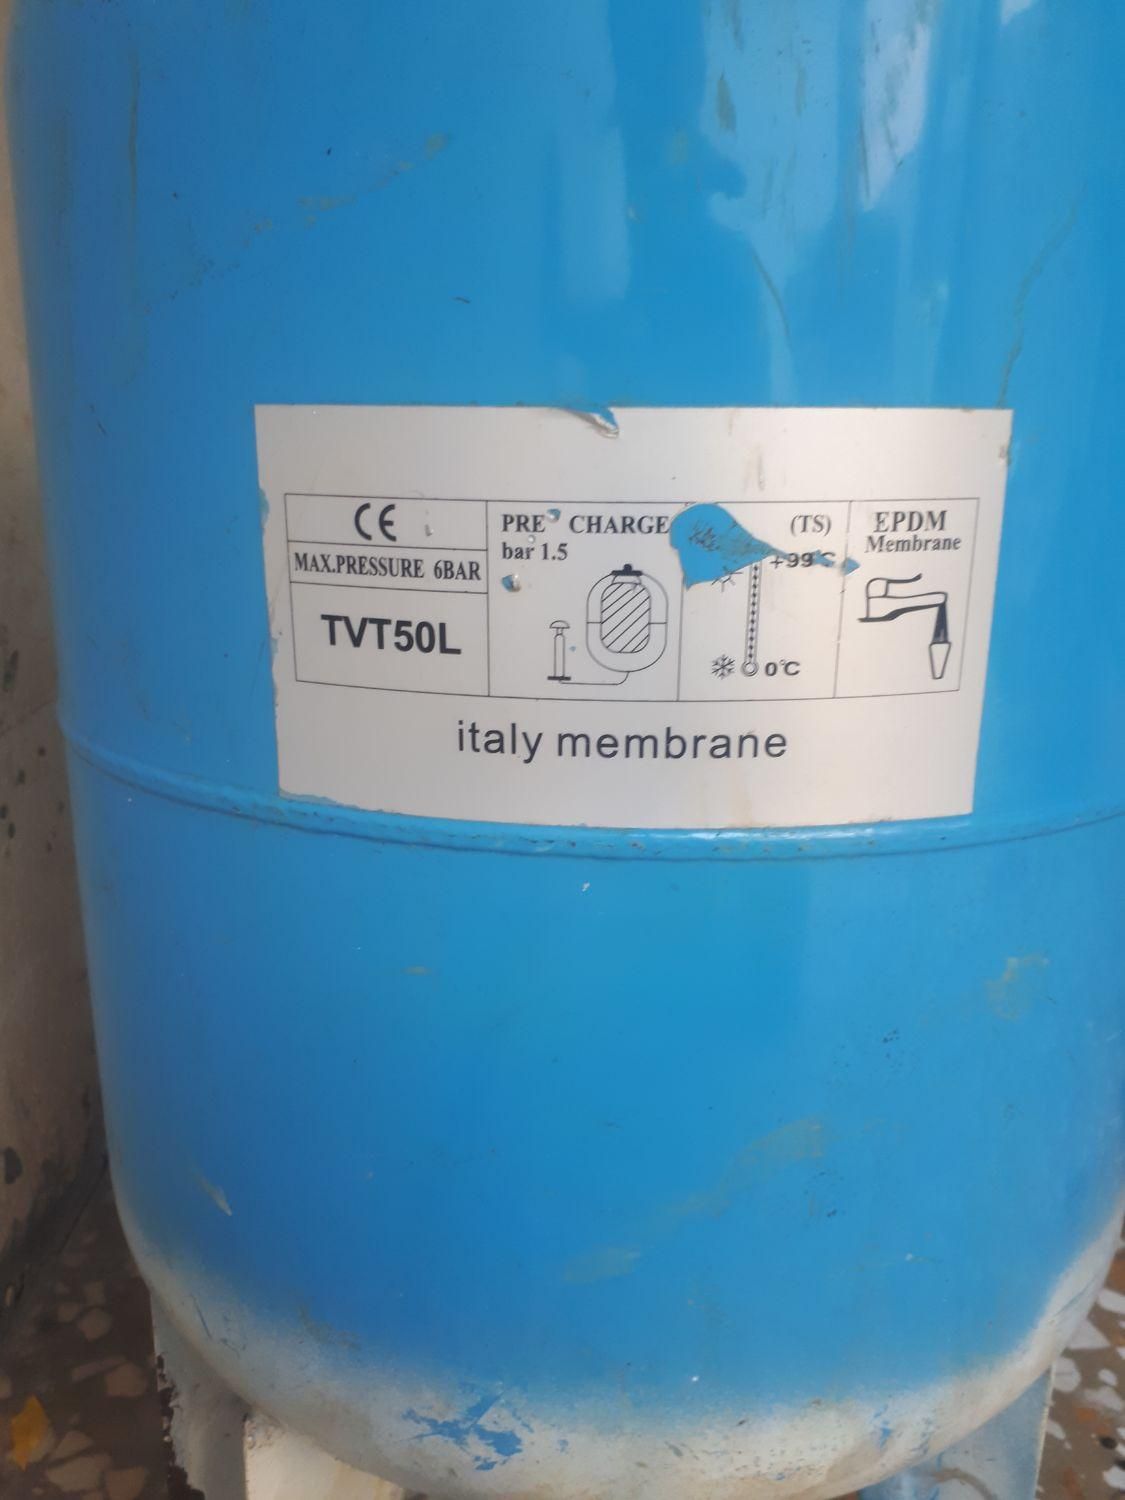 CE
MAX.PRESSURE 6BAR
TVT50L
PRE CHARGE
bar 1.5
(TS)
+99°C
0°C
EPDM
Membrane
italy membrane